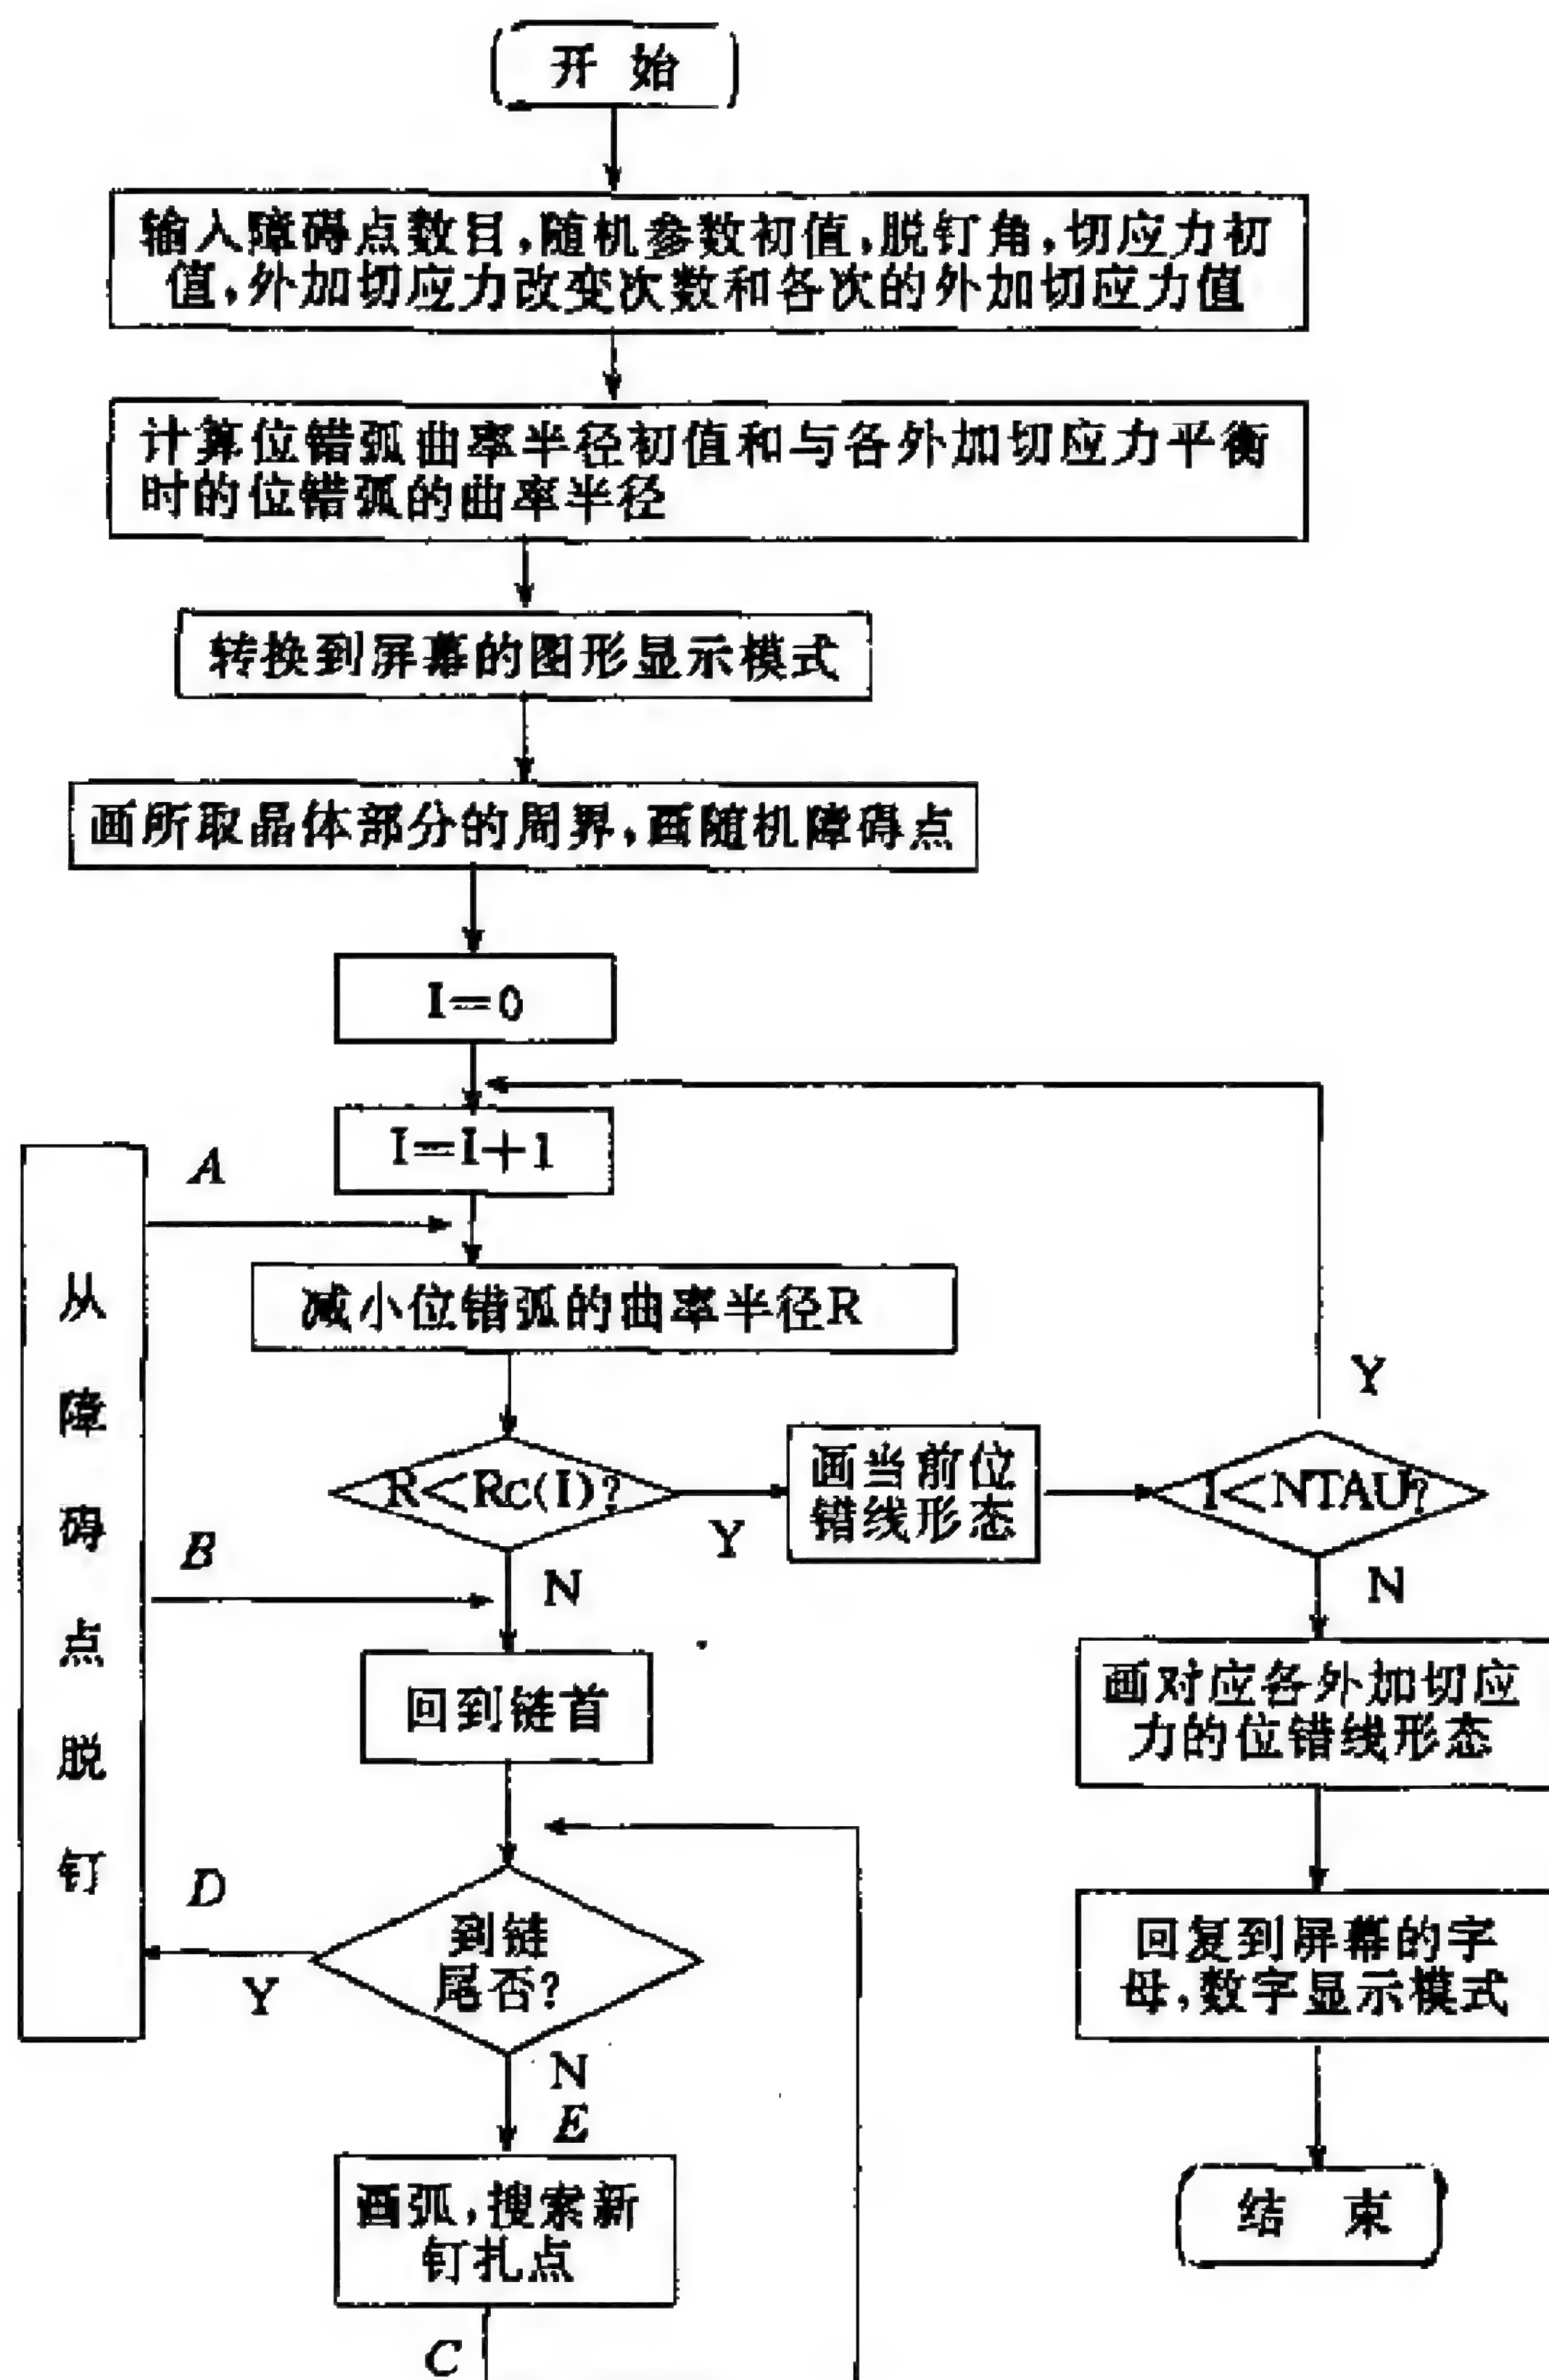 开 始
输入障碍点数目,随机参数初值,脱钉角,切应力初
值,外加切应力改变次数和各次的外加切应力值
计算位错弧曲率半径初值和与各外加切应力平衡
时的位错弧的曲率半径
转换到屏幕的图形显示模式
画所取晶体部分的周界,画随机障碍点
I=0
I=I+1
A
从
障
碍
点
脱
钉
减小位错弧的曲率半径R
R<Rc(I)?
Y
N
画当前位
错线形态
I<NTAU?
Y
N
B
回到链首
画对应各外加切应
力的位错线形态
D
到链
尾否?
Y
N
E
回复到屏幕的字
母,数字显示模式
画弧,搜索新
钉扎点
结 束
C